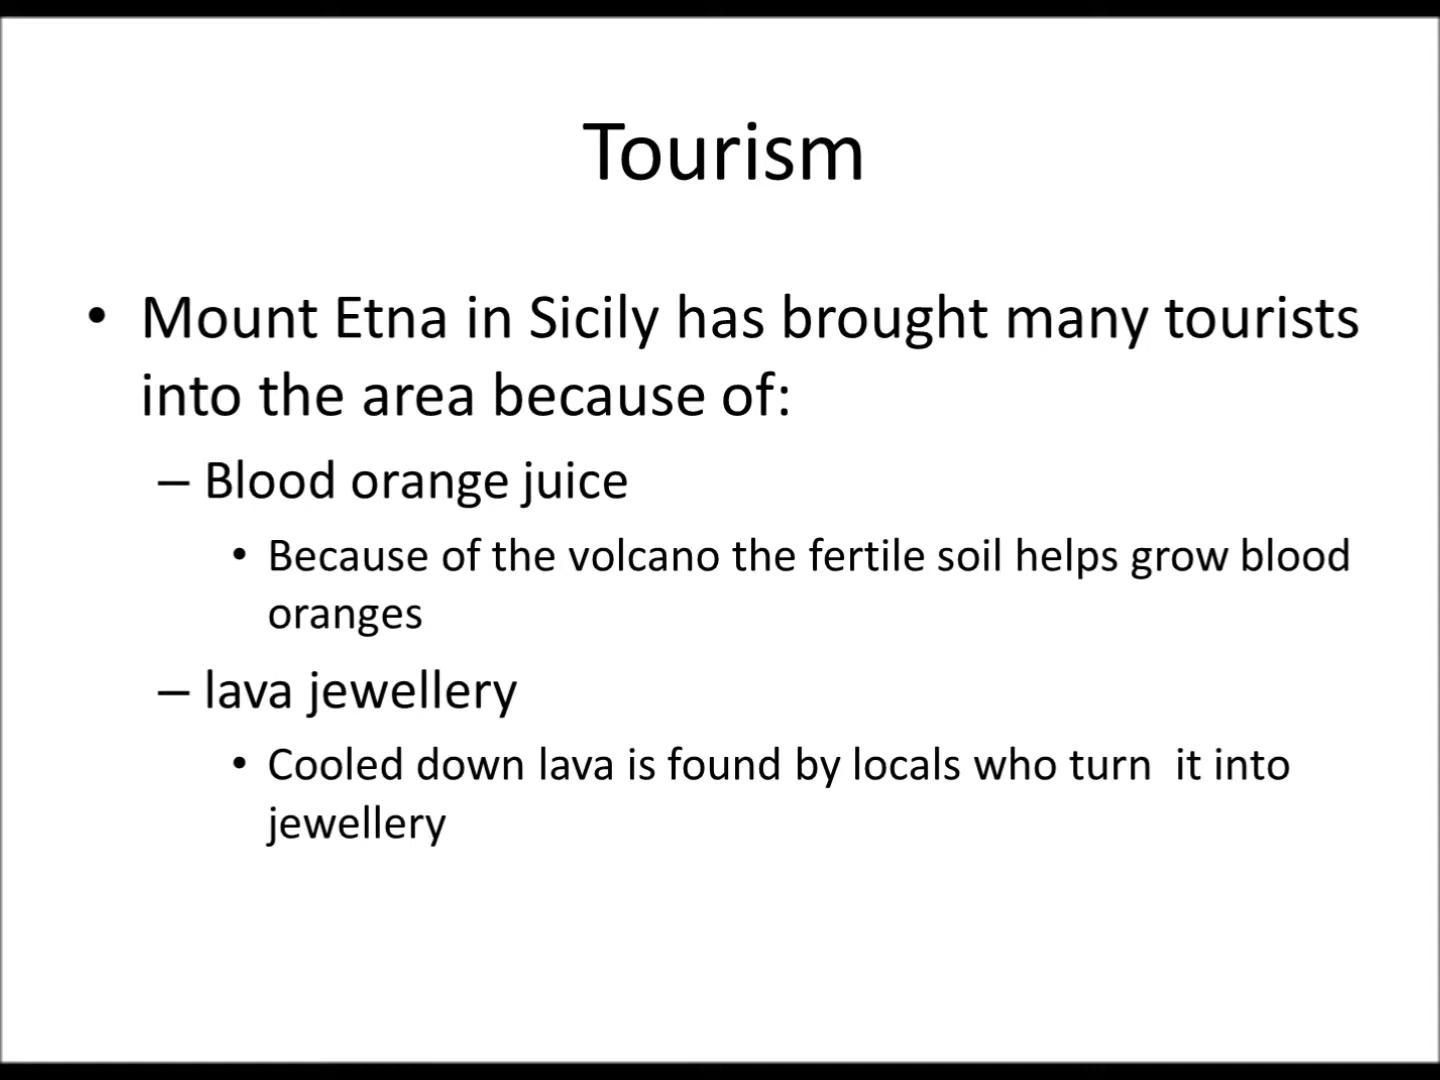 Tourism
• Mount Etna in Sicily has brought many tourists
into the area because of:
– Blood orange juice
• Because of the volcano the fertile soil helps grow blood
oranges
– lava jewellery
• Cooled down lava is found by locals who turn  it into
jewellery